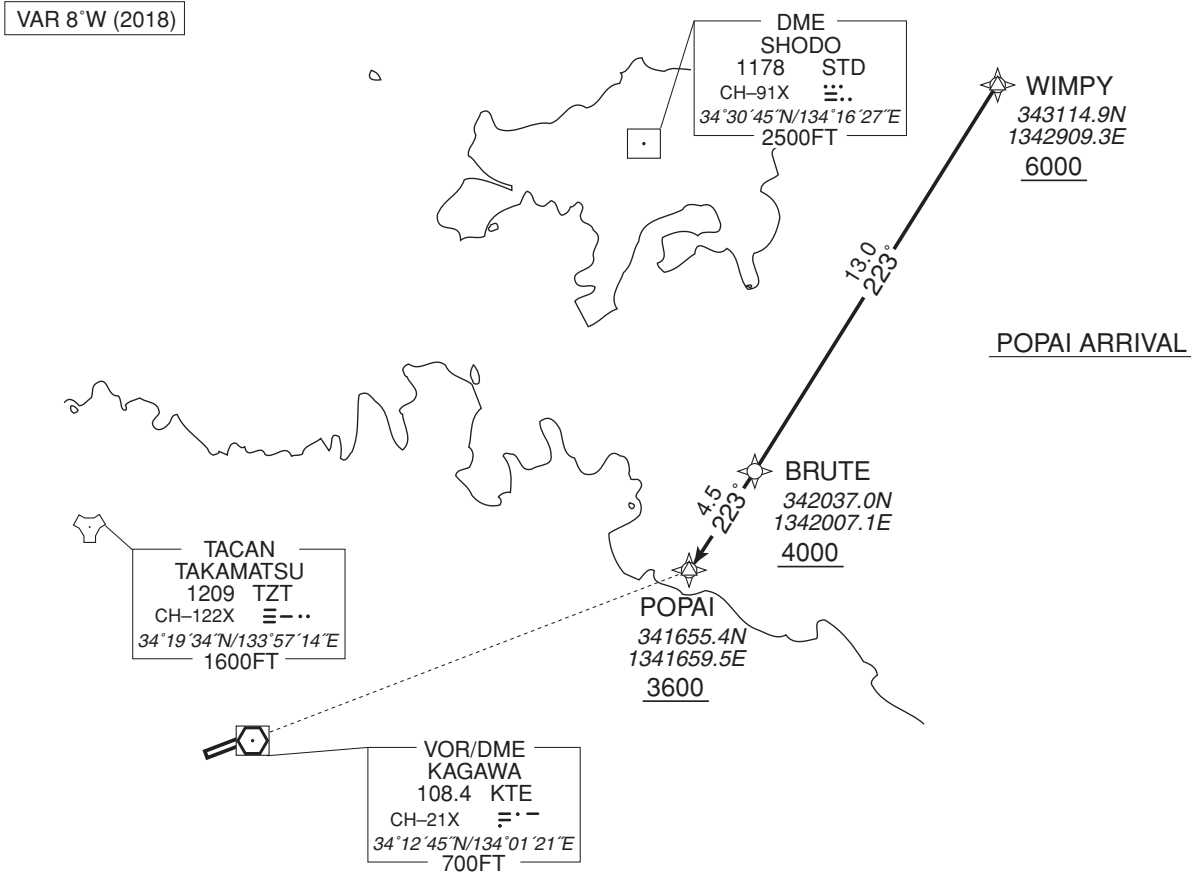 VAR 8°W (2018)
DME
SHODO
1178 STD
CH–91X
34°30´45˝N/134°16´27˝E
2500FT
WIMPY
343114.9N
1342909.3E
6000
13.0
223°
POPAI ARRIVAL
BRUTE
342037.0N
1342007.1E
4000
4.5
223°
POPAI
341655.4N
1341659.5E
3600
TACAN
TAKAMATSU
1209 TZT
CH–122X
34°19´34˝N/133°57´14˝E
1600FT
VOR/DME
KAGAWA
108.4 KTE
CH–21X
34°12´45˝N/134°01´21˝E
700FT